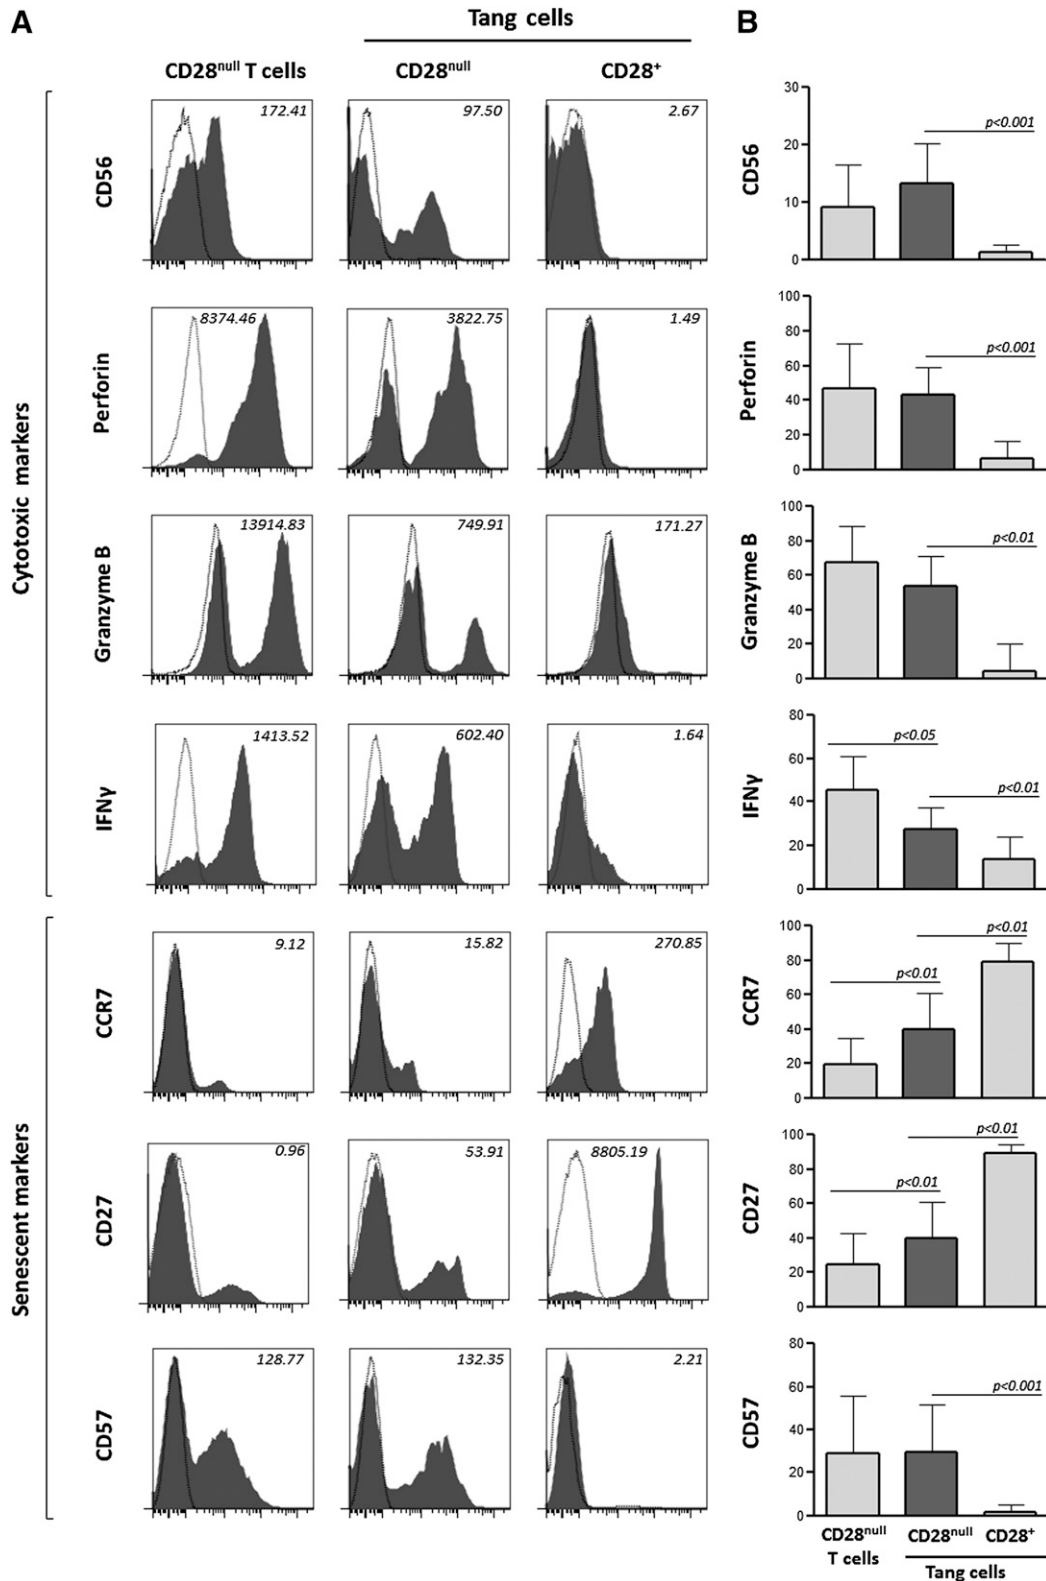 A
Tang cells
B
CD28null T cells
CD28null
CD28+
Cytotoxic markers
CD56
172.41
97.50
2.67
CD56
30
20
10
0
p<0.001
Perforin
8374.46
3822.75
1.49
Perforin
100
80
60
40
20
0
p<0.001
Granzyme B
13914.83
749.91
171.27
Granzyme B
100
80
60
40
20
0
p<0.01
IFNγ
1413.52
602.40
1.64
IFNγ
80
60
40
20
0
p<0.05
p<0.01
Senescent markers
CCR7
9.12
15.82
270.85
CCR7
100
80
60
40
20
0
p<0.01
p<0.01
CD27
0.96
53.91
8805.19
CD27
100
80
60
40
20
0
p<0.01
p<0.01
CD57
128.77
132.35
2.21
CD57
80
60
40
20
0
p<0.001
CD28null
T cells
CD28null
CD28+
Tang cells